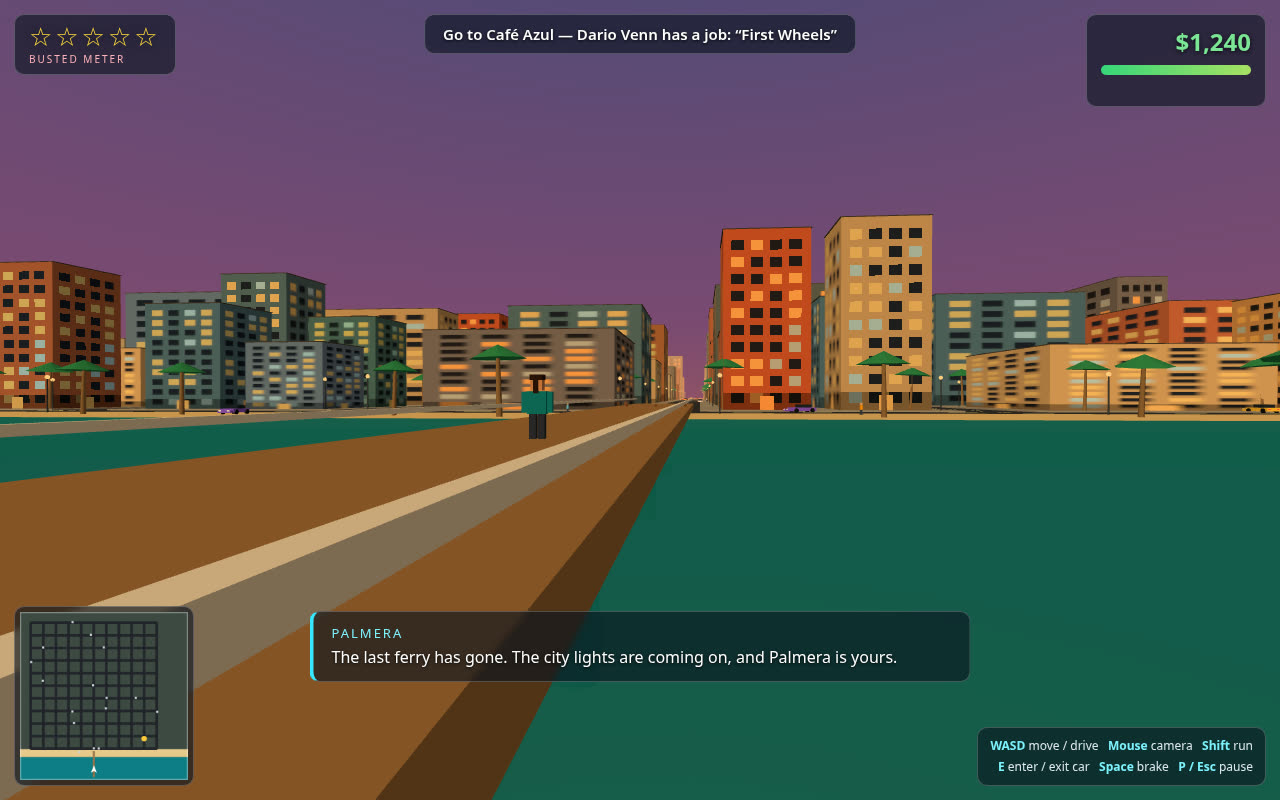 ☆☆☆☆☆
BUSTED METER
Go to Café Azul — Dario Venn has a job: “First Wheels”
$1,240
PALMERA
The last ferry has gone. The city lights are coming on, and Palmera is yours.
WASD move / drive Mouse camera Shift run
E enter / exit car Space brake P / Esc pause